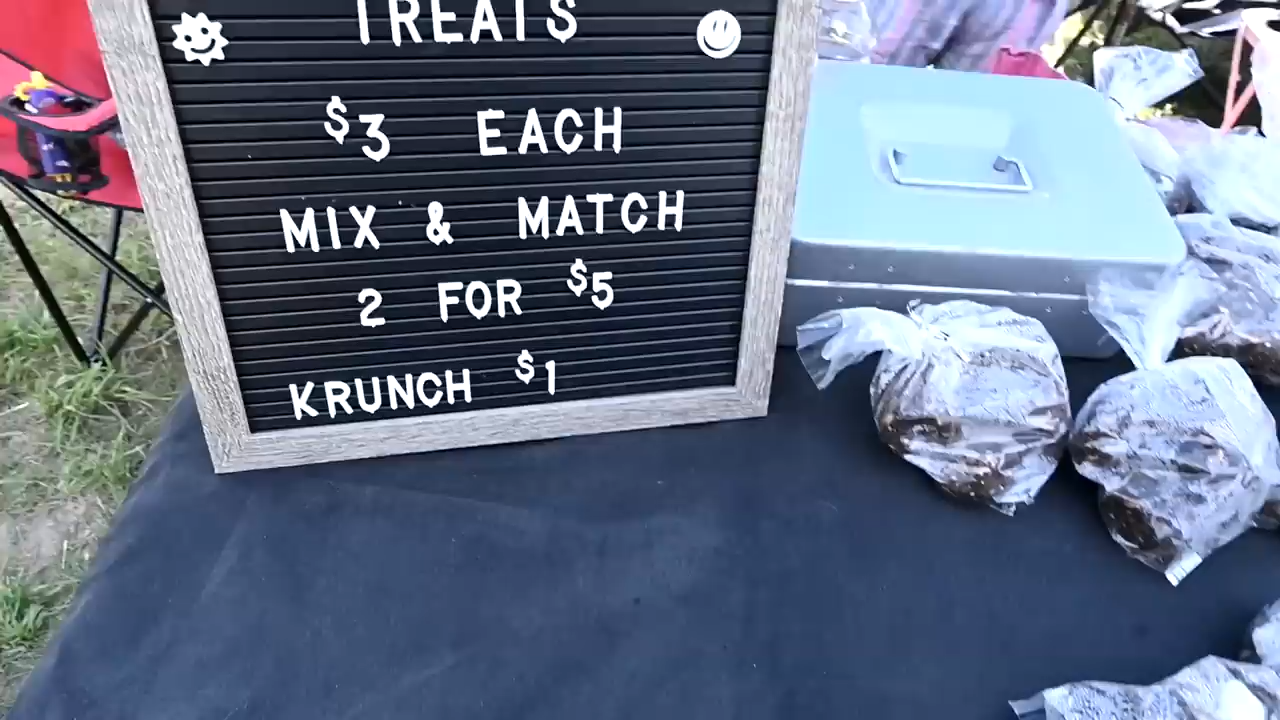 TREATS
$3 EACH
MIX & MATCH
2 FOR $5
KRUNCH $1